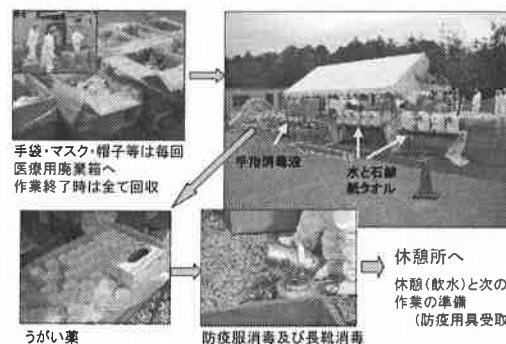 手袋・マスク・帽子等は毎回
医療用廃棄箱へ
作業終了時は全て回収
手指消毒液
水と石鹸
紙タオル
うがい薬
防疫服消毒及び長靴消毒
休憩所へ
休憩(飲水)と次の
作業の準備
(防疫用具受取